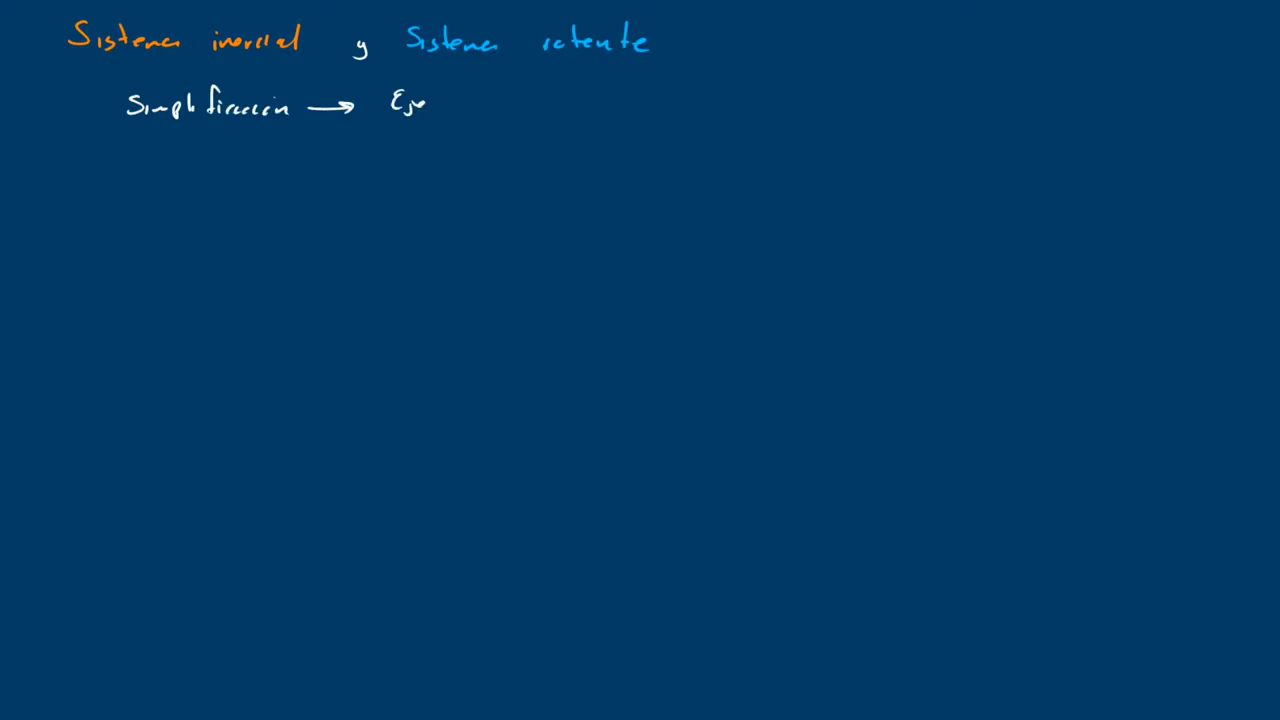 Sistema inercial y Sistema rotante
Simplificación → Eje